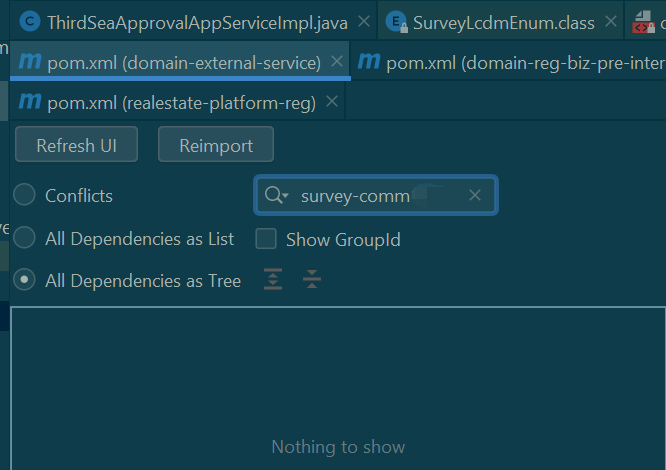 ThirdSeaApprovalAppServiceImpl.java SurveyLcdmEnum.class
pom.xml (domain-external-service) pom.xml (domain-reg-biz-pre-inter
pom.xml (realestate-platform-reg)
Refresh UI Reimport
Conflicts survey-comm
All Dependencies as List Show GroupId
All Dependencies as Tree
Nothing to show